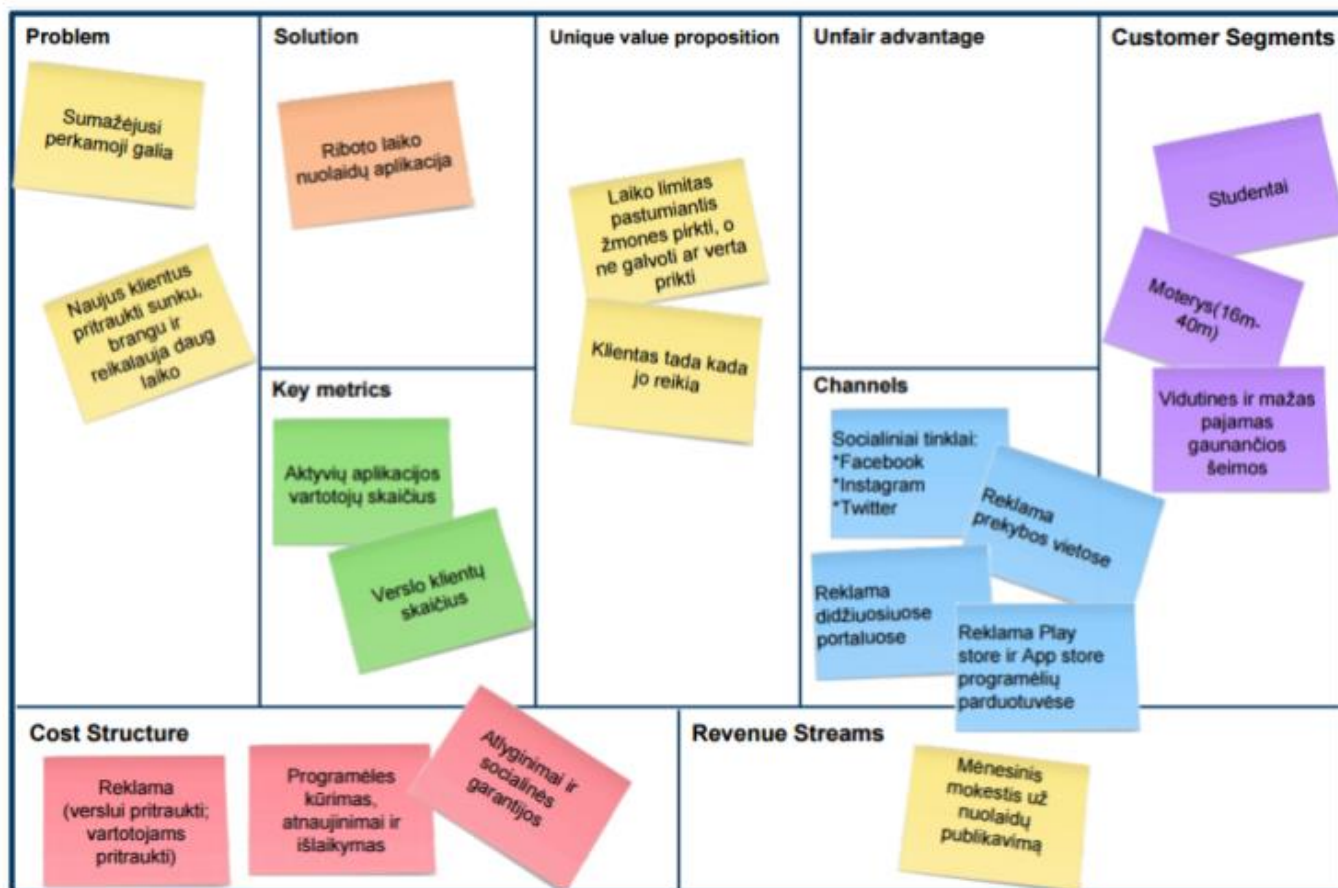 Problem
Sumažėjusi
perkamoji galia
Naujus klientus
pritraukti sunku,
brangu ir
reikalauja daug
laiko
Solution
Riboto laiko
nuolaidų aplikacija
Key metrics
Aktyvių aplikacijos
vartotojų skaičius
Verslo klientų
skaičius
Unique value proposition
Laiko limitas
pastumiantis
žmones pirkti, o
ne galvoti ar verta
prikti
Klientas tada kada
jo reikia
Unfair advantage
Channels
Socialiniai tinklai:
*Facebook
*Instagram
*Twitter
Reklama
prekybos vietose
Reklama
didžiuosiuose
portaluose
Reklama Play
store ir App store
programėlių
parduotuvėse
Customer Segments
Studentai
Moterys(16m-
40m)
Vidutines ir mažas
pajamas
gaunančios
šeimos
Cost Structure
Reklama
(verslui pritraukti;
vartotojams
pritraukti)
Programėles
kūrimas,
atnaujinimai ir
išlaikymas
Atlyginimai ir
socialinės
garantijos
Revenue Streams
Mėnesinis
mokestis už
nuolaidų
publikavimą